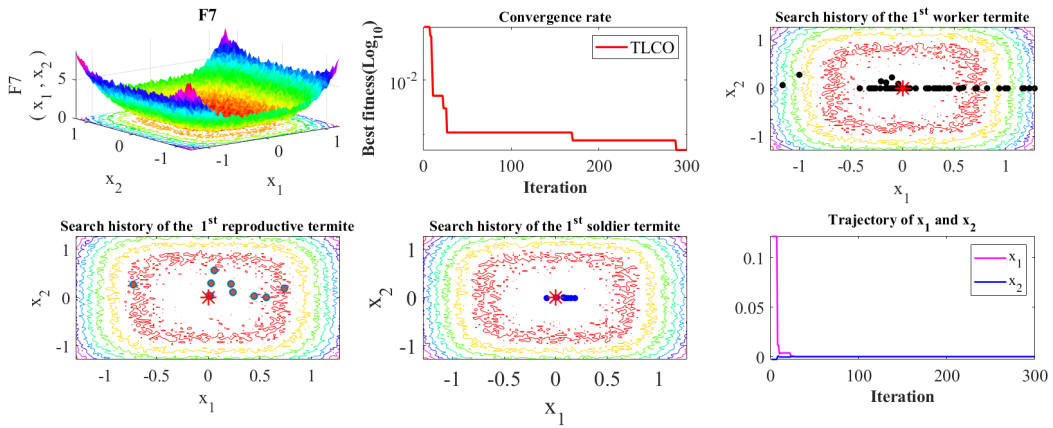 F7
F7
( x1 , x2 )
5
0
1
0
-1
x2
-1
0
1
x1
Convergence rate
Best fitness(Log10)
10-2
TLCO
0
100
200
300
Iteration
Search history of the 1st worker termite
x2
1
0
-1
-1
-0.5
0
0.5
1
x1
Search history of the 1st reproductive termite
x2
1
0
-1
-1
-0.5
0
0.5
1
x1
Search history of the 1st soldier termite
x2
1
0
-1
-1
-0.5
0
0.5
1
x1
Trajectory of x1 and x2
0.1
0.05
0
x1
x2
0
100
200
300
Iteration